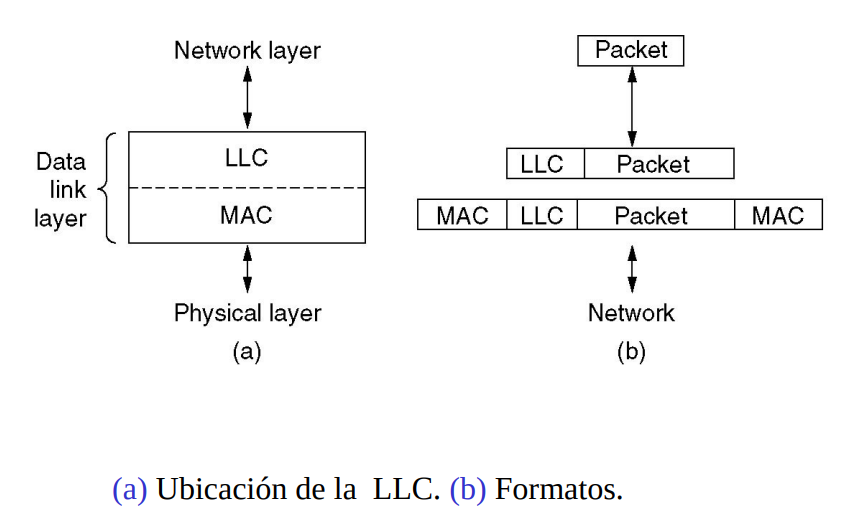 Network layer
Data
link
layer
LLC
MAC
Physical layer
(a)
Packet
LLC Packet
MAC LLC Packet MAC
Network
(b)
(a) Ubicación de la LLC. (b) Formatos.